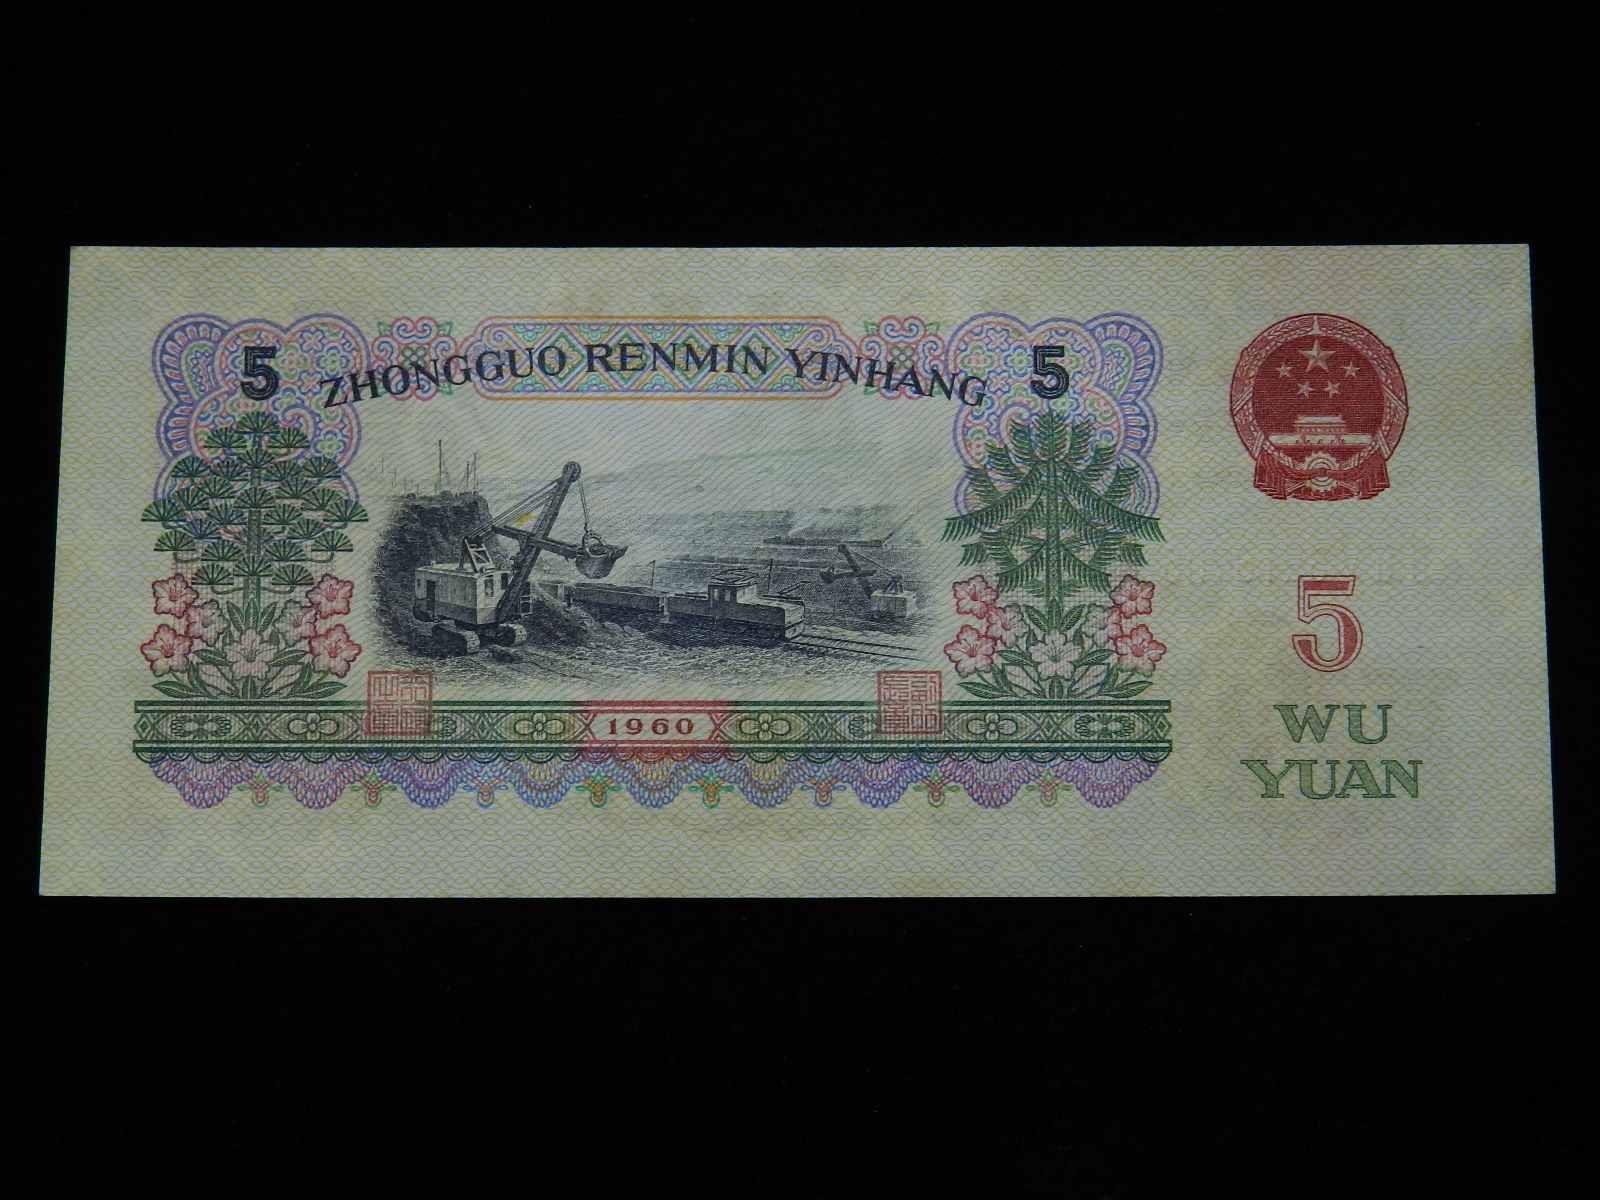 5 ZHONGGUO RENMIN YINHANG 5
5
1960
WU
YUAN